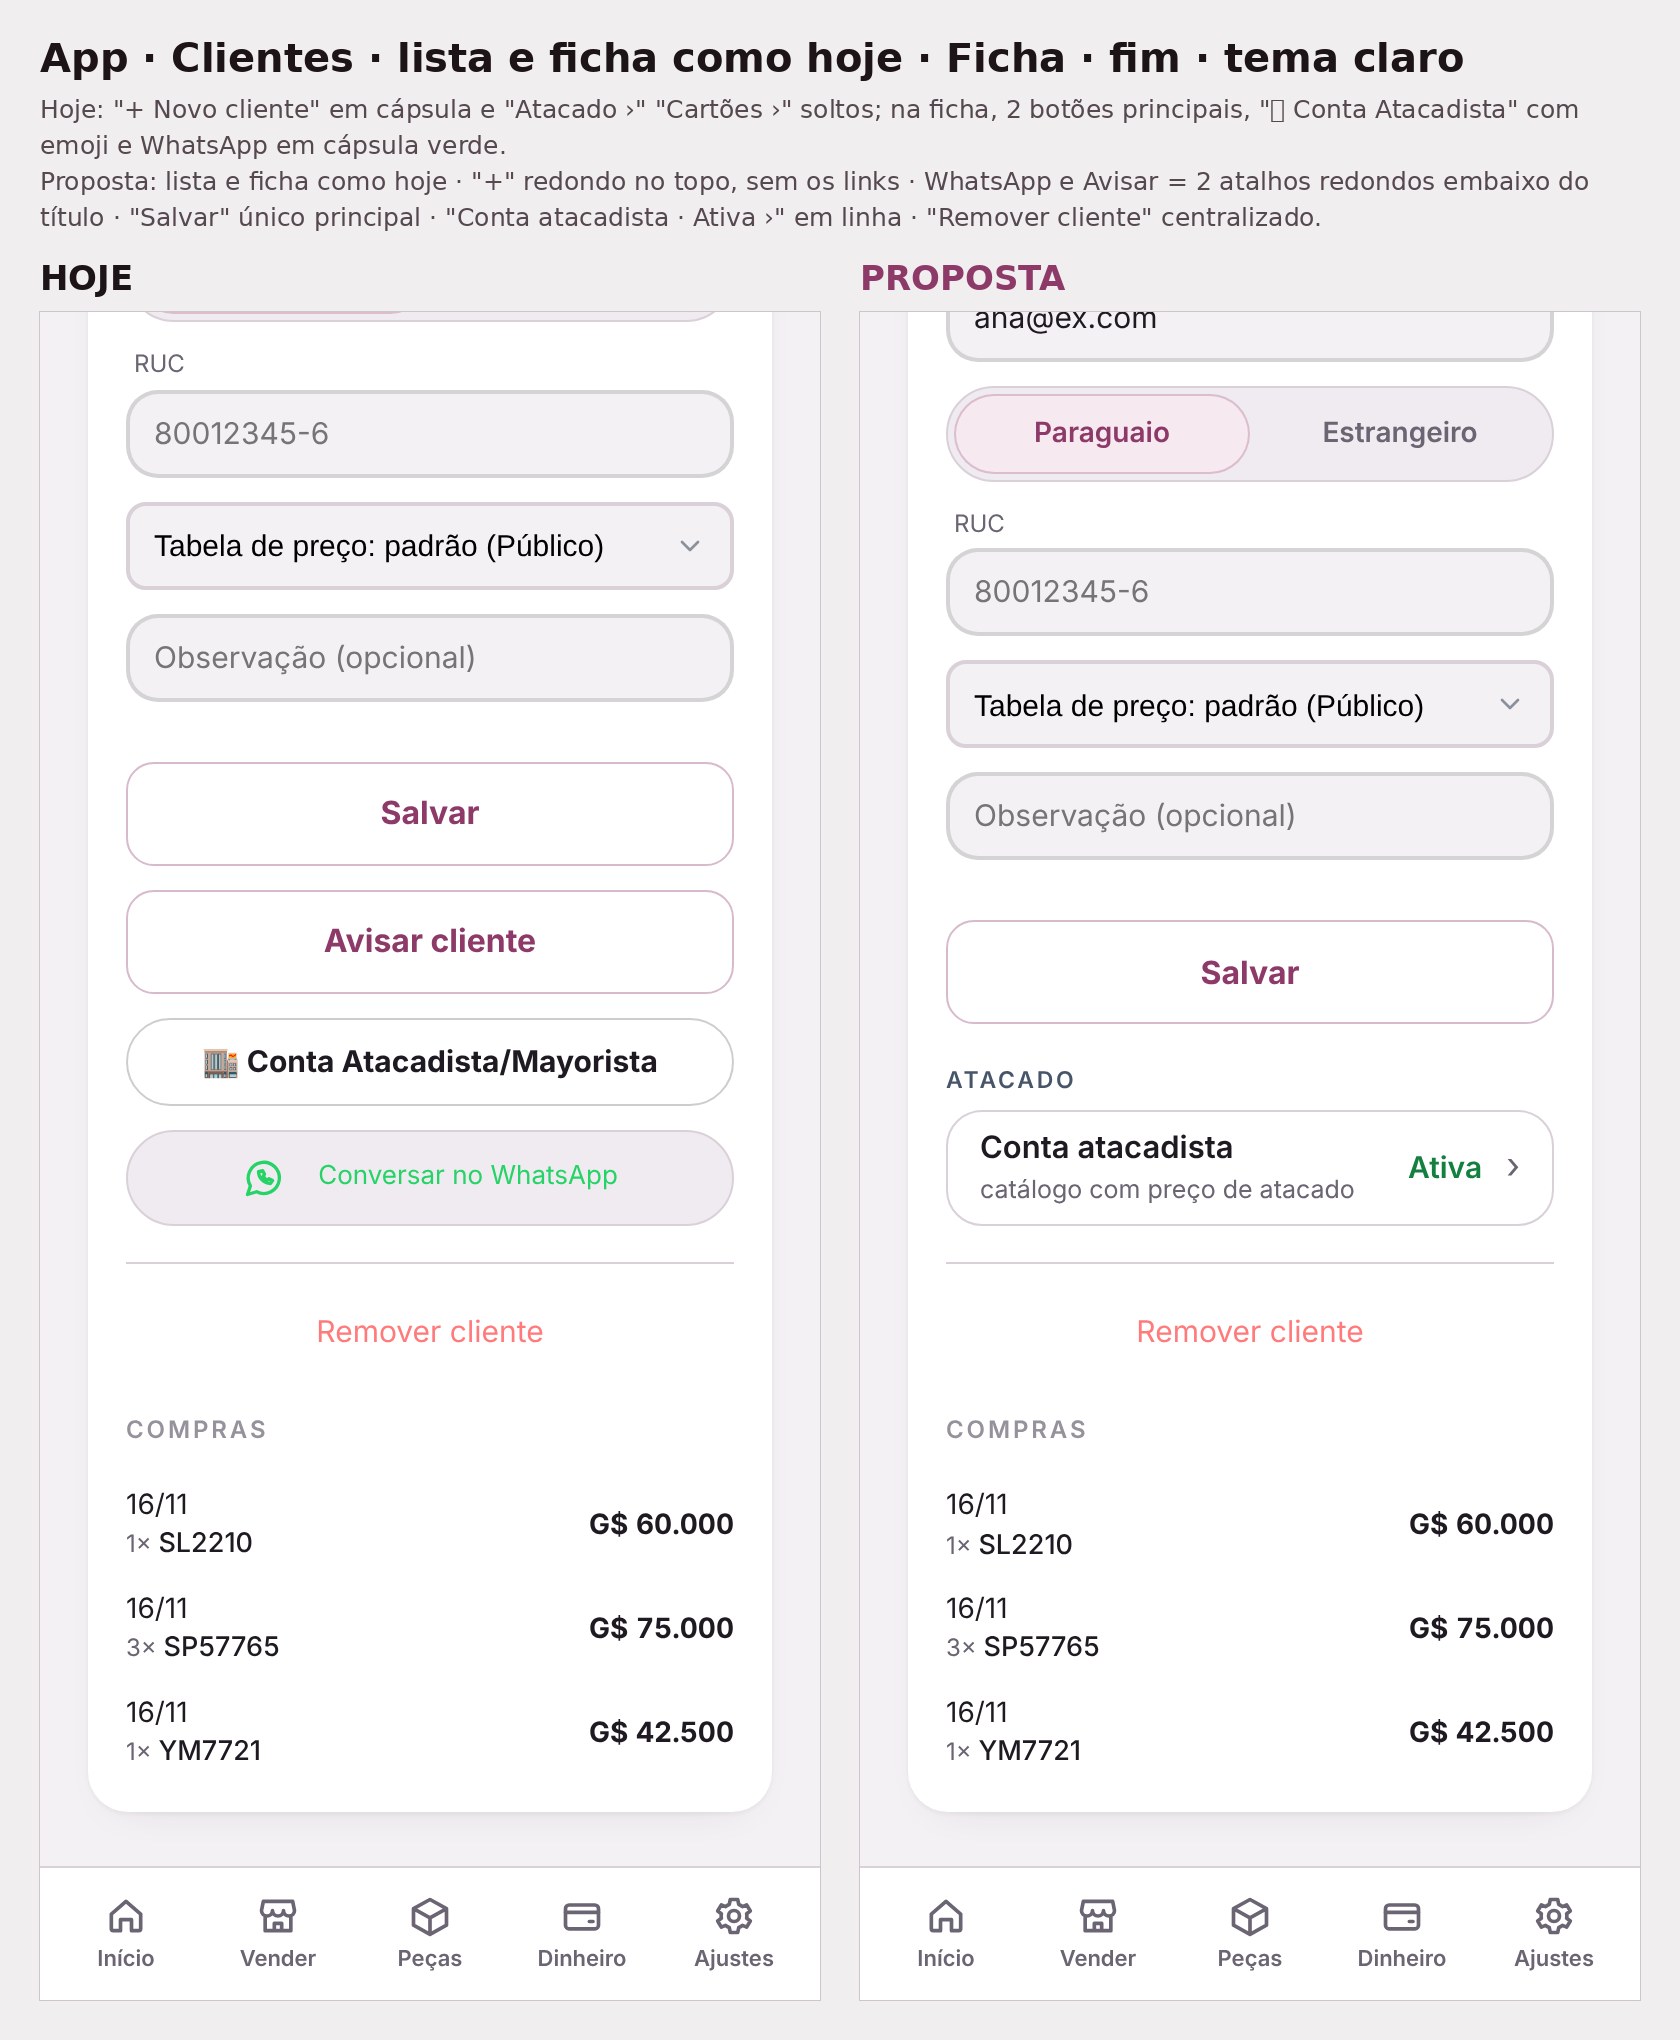 App · Clientes · lista e ficha como hoje · Ficha · fim · tema claro
Hoje: "+ Novo cliente" em cápsula e "Atacado ›" "Cartões ›" soltos; na ficha, 2 botões principais, "▯ Conta Atacadista" com
emoji e WhatsApp em cápsula verde.
Proposta: lista e ficha como hoje · "+" redondo no topo, sem os links · WhatsApp e Avisar = 2 atalhos redondos embaixo do
título · "Salvar" único principal · "Conta atacadista · Ativa ›" em linha · "Remover cliente" centralizado.
HOJE
RUC
80012345-6
Tabela de preço: padrão (Público)
Observação (opcional)
Salvar
Avisar cliente
🏬 Conta Atacadista/Mayorista
Conversar no WhatsApp
Remover cliente
COMPRAS
16/11
1× SL2210
G$ 60.000
16/11
3× SP57765
G$ 75.000
16/11
1× YM7721
G$ 42.500
Início
Vender
Peças
Dinheiro
Ajustes
PROPOSTA
ana@ex.com
Paraguaio
Estrangeiro
RUC
80012345-6
Tabela de preço: padrão (Público)
Observação (opcional)
Salvar
ATACADO
Conta atacadista
catálogo com preço de atacado
Ativa ›
Remover cliente
COMPRAS
16/11
1× SL2210
G$ 60.000
16/11
3× SP57765
G$ 75.000
16/11
1× YM7721
G$ 42.500
Início
Vender
Peças
Dinheiro
Ajustes